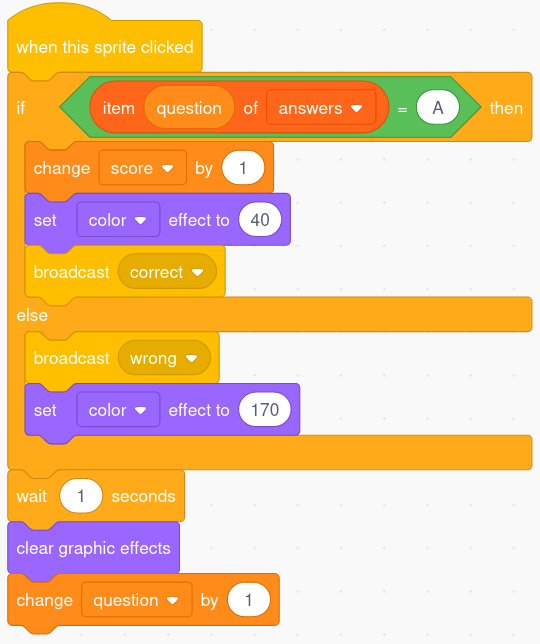 when this sprite clicked
if item question of answers = A then
change score by 1
set color effect to 40
broadcast correct
else
broadcast wrong
set color effect to 170
wait 1 seconds
clear graphic effects
change question by 1